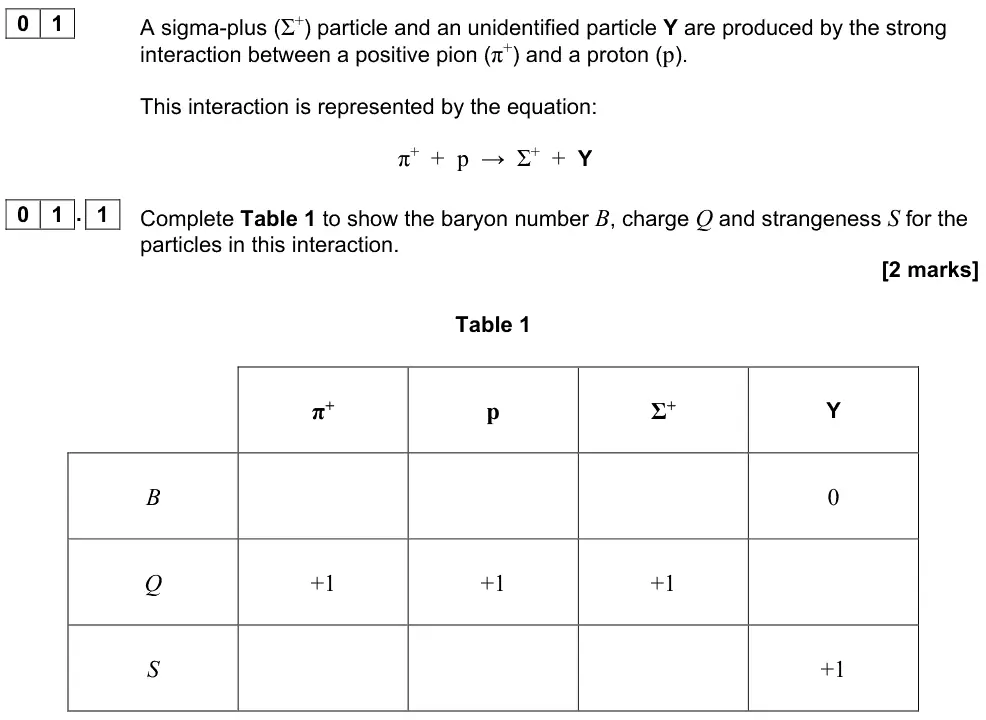 0 1 A sigma-plus (Σ⁺) particle and an unidentified particle Y are produced by the strong
interaction between a positive pion (π⁺) and a proton (p).
This interaction is represented by the equation:
π⁺ + p → Σ⁺ + Y
0 1 . 1 Complete Table 1 to show the baryon number B, charge Q and strangeness S for the
particles in this interaction.
[2 marks]
Table 1
π⁺ p Σ⁺ Y
B 0
Q +1 +1 +1
S +1